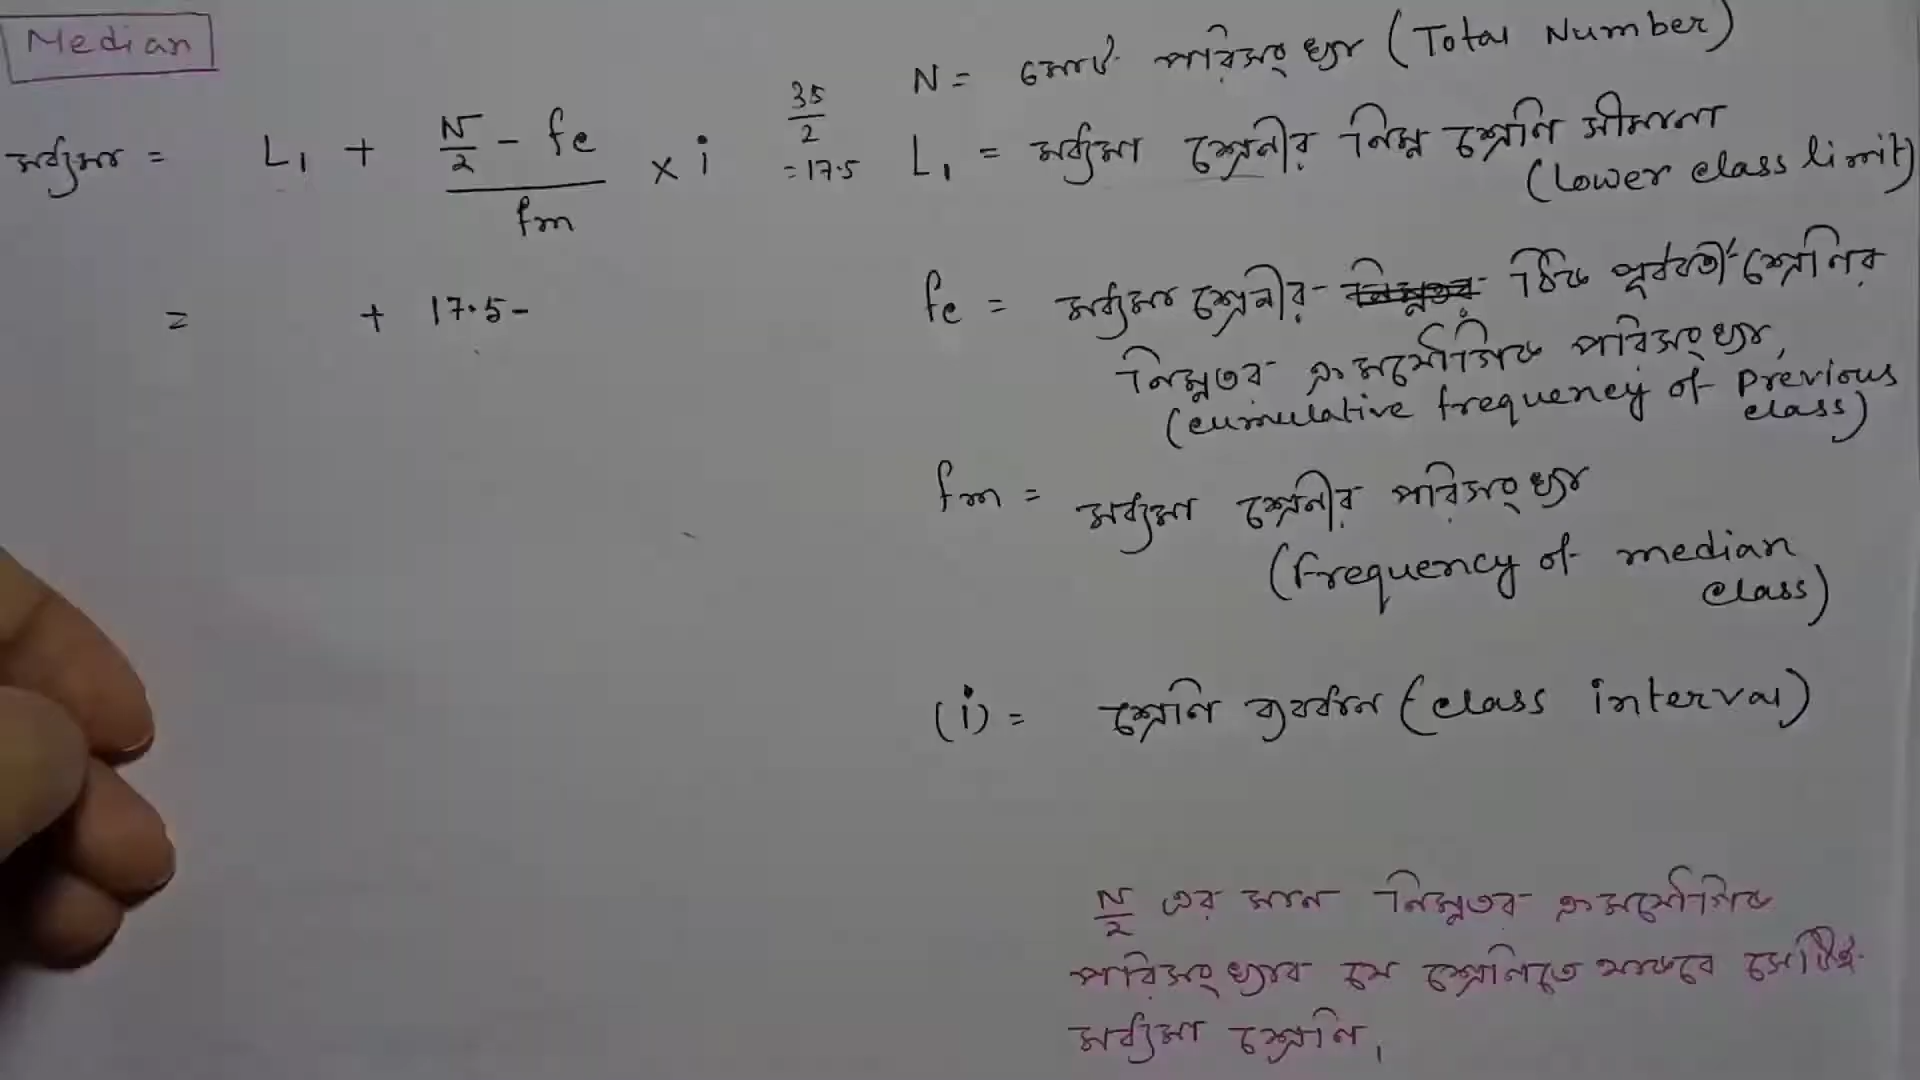 Median
মধ্যমা = L₁ + (N/2 - fc)/fm × i
35/2
= 17.5
= + 17.5 -
N = মোট পরিসংখ্যা (Total Number)
L₁ = মধ্যমা শ্রেনীর নিম্ন শ্রেণি সীমানা
(Lower class limit)
fc = মধ্যমা শ্রেনীর ঠিক পূর্ববর্তী শ্রেণির
নিম্নতর ক্রমযৌগিক পরিসংখ্যা,
(cumulative frequency of Previous
class)
fm = মধ্যমা শ্রেনীর পরিসংখ্যা
(Frequency of median
class)
(i) = শ্রেণি ব্যবধান (class interval)
N/2 এর মান নিম্নতর ক্রমযৌগিক
পরিসংখ্যার যে শ্রেণিতে থাকবে সেটিই
মধ্যমা শ্রেণি,